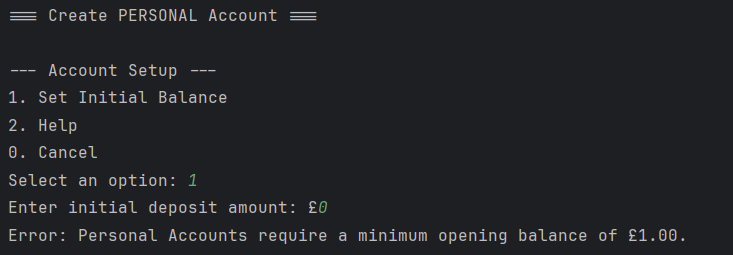 === Create PERSONAL Account ===
--- Account Setup ---
1. Set Initial Balance
2. Help
0. Cancel
Select an option: 1
Enter initial deposit amount: £0
Error: Personal Accounts require a minimum opening balance of £1.00.